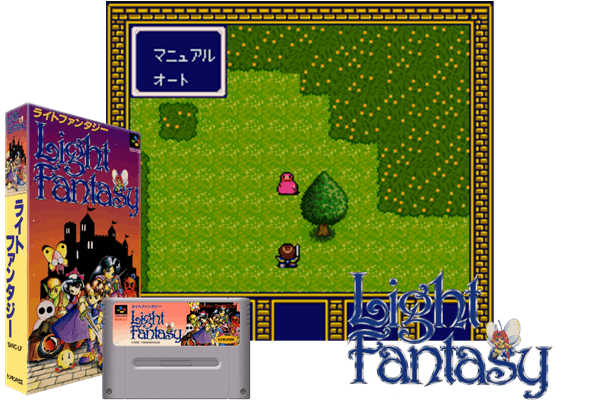 マニュアル
オート
ライトファンタジー
Light
Fantasy
ライトファンタジー
SHVC-LF
ライトファンタジー
Light
Fantasy
Light
Fantasy